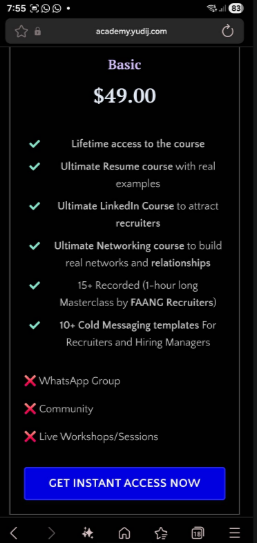 7:55
83
academy.yudij.com
Basic
$49.00
Lifetime access to the course
Ultimate Resume course with real
examples
Ultimate LinkedIn Course to attract
recruiters
Ultimate Networking course to build
real networks and relationships
15+ Recorded (1-hour long
Masterclass by FAANG Recruiters)
10+ Cold Messaging templates For
Recruiters and Hiring Managers
WhatsApp Group
Community
Live Workshops/Sessions
GET INSTANT ACCESS NOW